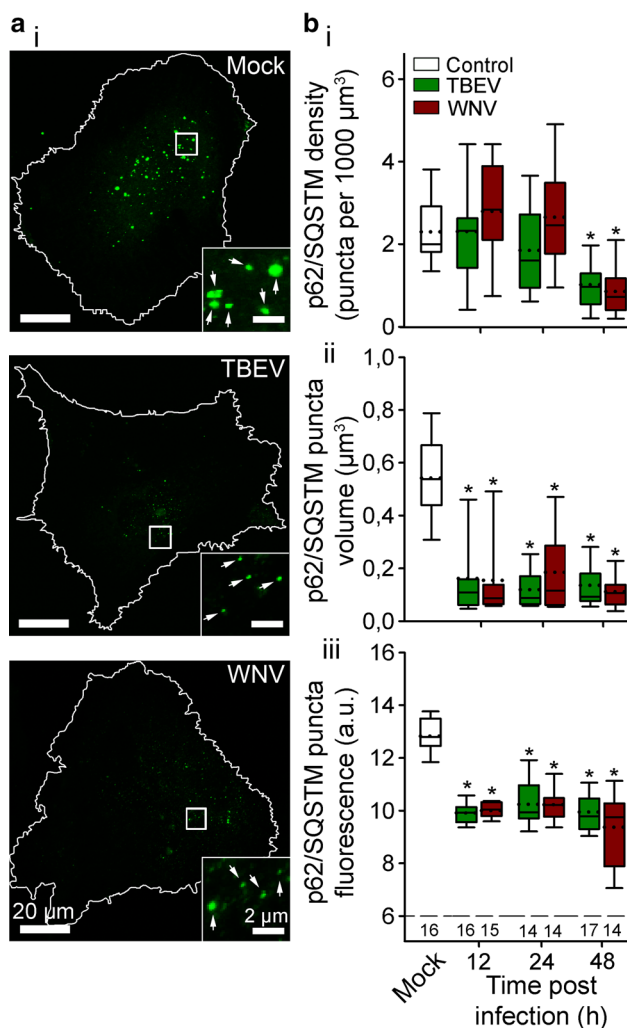 a
i
Mock
TBEV
WNV
20 µm
2 µm
b
i
Control
TBEV
WNV
p62/SQSTM density
(puncta per 1000 µm³)
6
4
2
0
ii
p62/SQSTM puncta
volume (µm³)
1,0
0,8
0,6
0,4
0,2
0,0
* * * * * *
iii
p62/SQSTM puncta
fluorescence (a.u.)
16
14
12
10
8
6
* * * * * *
16 16 15 14 14 17 14
Mock 12 24 48
Time post
infection (h)
* *